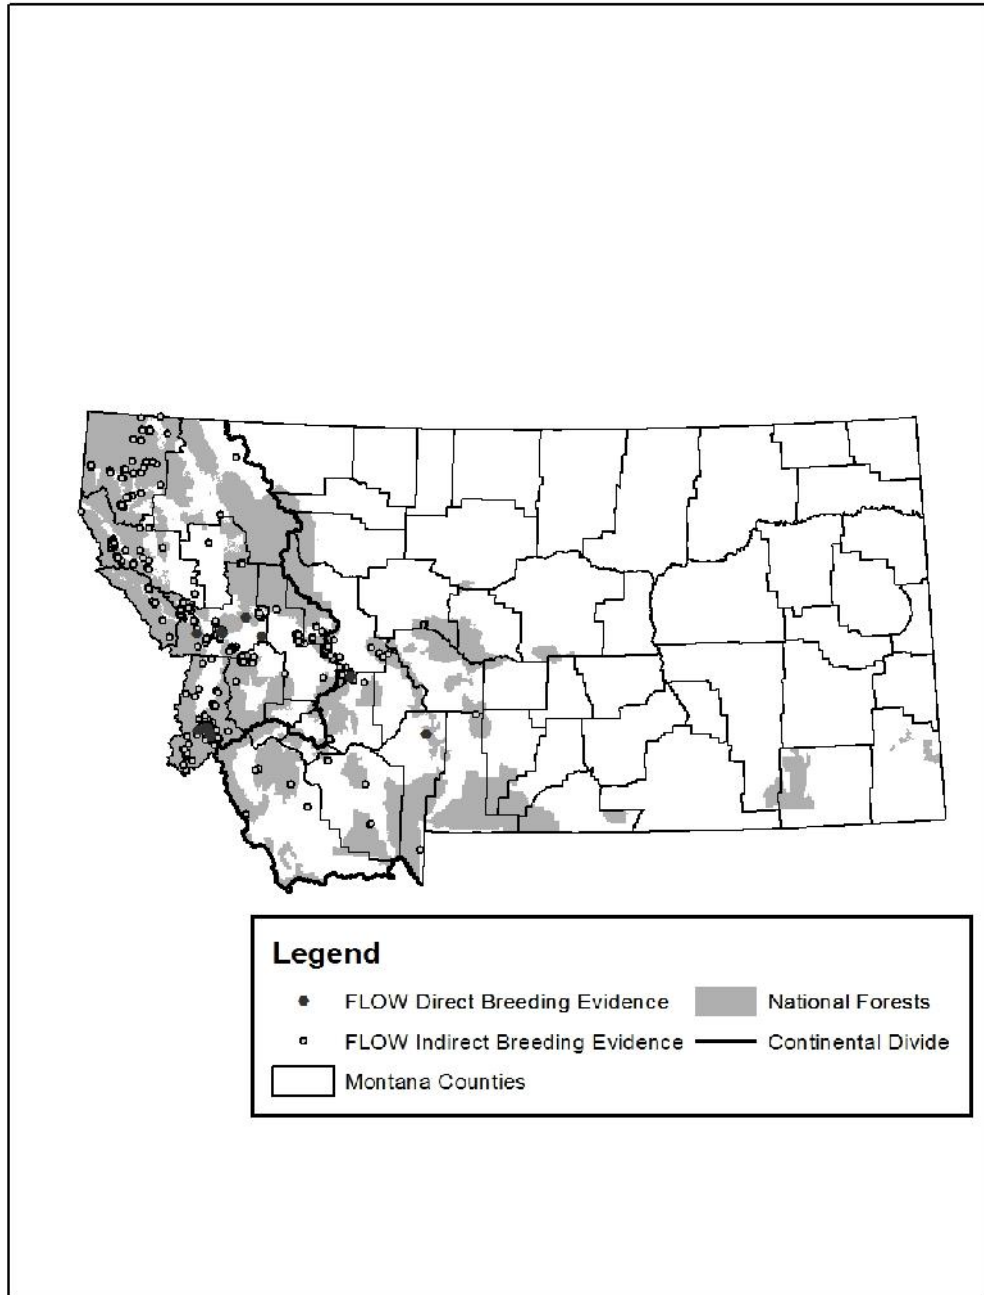 Legend
FLOW Direct Breeding Evidence
National Forests
FLOW Indirect Breeding Evidence
Continental Divide
Montana Counties